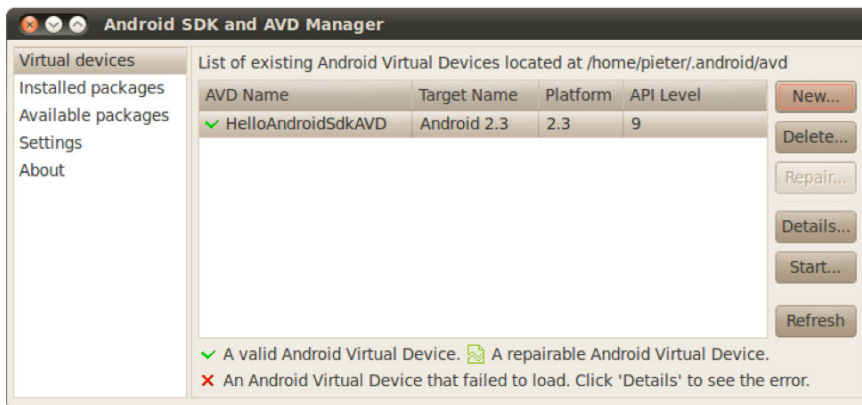 Android SDK and AVD Manager
Virtual devices
Installed packages
Available packages
Settings
About
List of existing Android Virtual Devices located at /home/pieter/.android/avd
AVD Name Target Name Platform API Level
HelloAndroidSdkAVD Android 2.3 2.3 9
New...
Delete...
Repair...
Details...
Start...
Refresh
A valid Android Virtual Device. A repairable Android Virtual Device.
An Android Virtual Device that failed to load. Click 'Details' to see the error.